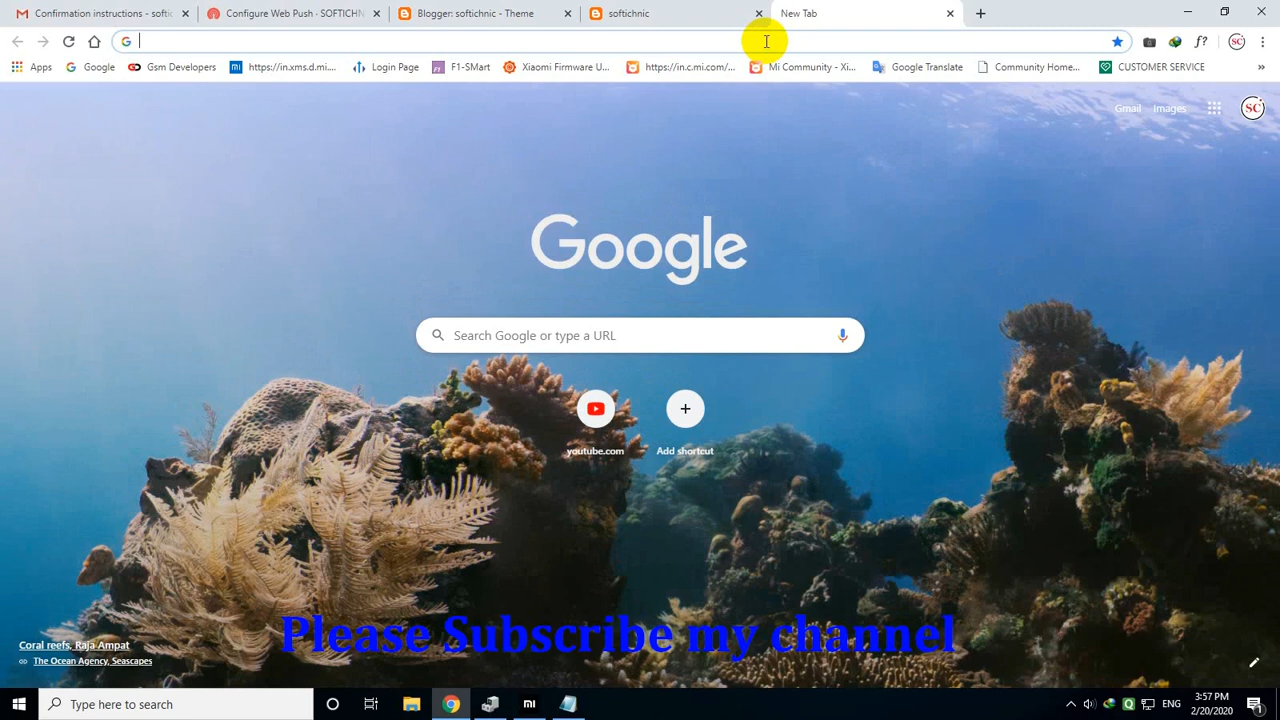 Confirmation instructions - softic
Configure Web Push · SOFTICHN
Blogger: softichnic - Theme
softichnic
New Tab
Apps
Google
Gsm Developers
https://in.xms.d.mi....
Login Page
F1-SMart
Xiaomi Firmware U...
https://in.c.mi.com/...
Mi Community - Xi...
Google Translate
Community Home...
CUSTOMER SERVICE
Gmail
Images
SC
Google
Search Google or type a URL
youtube.com
Add shortcut
Please Subscribe my channel
Coral reefs, Raja Ampat
The Ocean Agency, Seascapes
Type here to search
ENG
3:57 PM
2/20/2020